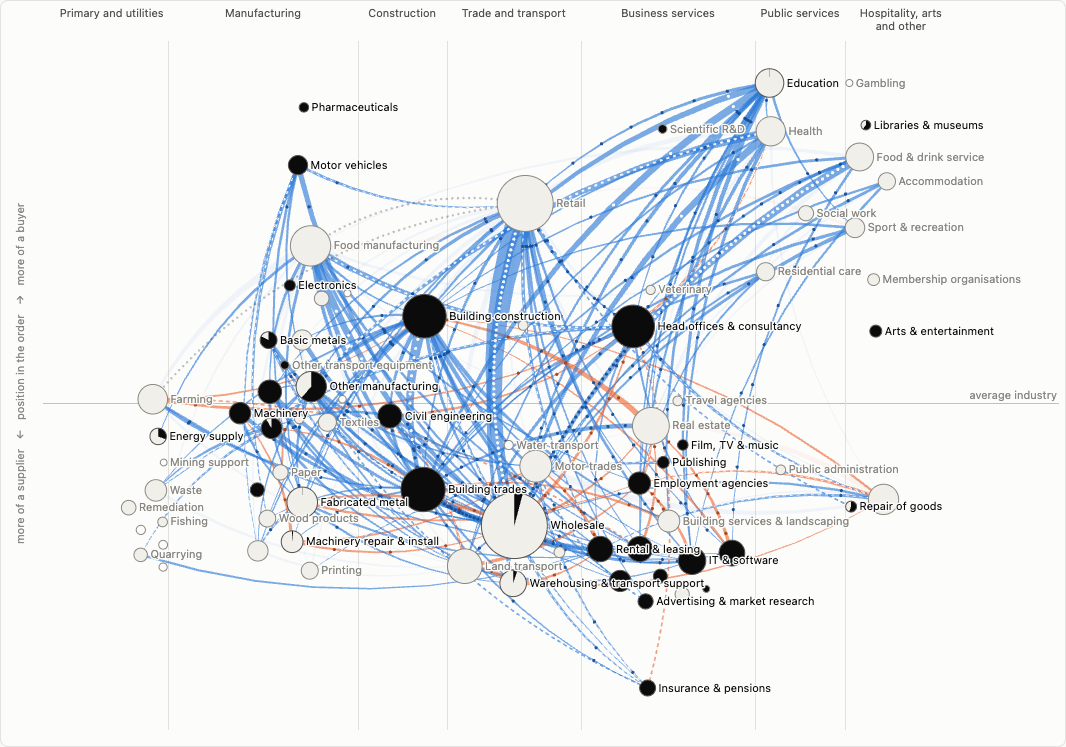 Primary and utilities
Manufacturing
Construction
Trade and transport
Business services
Public services
Hospitality, arts
and other
more of a supplier ← position in the order → more of a buyer
average industry
Education
Gambling
Pharmaceuticals
Libraries & museums
Scientific R&D
Health
Food & drink service
Motor vehicles
Accommodation
Retail
Social work
Sport & recreation
Food manufacturing
Residential care
Membership organisations
Electronics
Veterinary
Building construction
Head offices & consultancy
Arts & entertainment
Basic metals
Other transport equipment
Other manufacturing
Farming
Travel agencies
Machinery
Civil engineering
Textiles
Real estate
Energy supply
Water transport
Film, TV & music
Mining support
Motor trades
Publishing
Public administration
Paper
Employment agencies
Waste
Building trades
Remediation
Fabricated metal
Repair of goods
Fishing
Wood products
Wholesale
Building services & landscaping
Machinery repair & install
Rental & leasing
Quarrying
IT & software
Printing
Land transport
Warehousing & transport support
Advertising & market research
Insurance & pensions